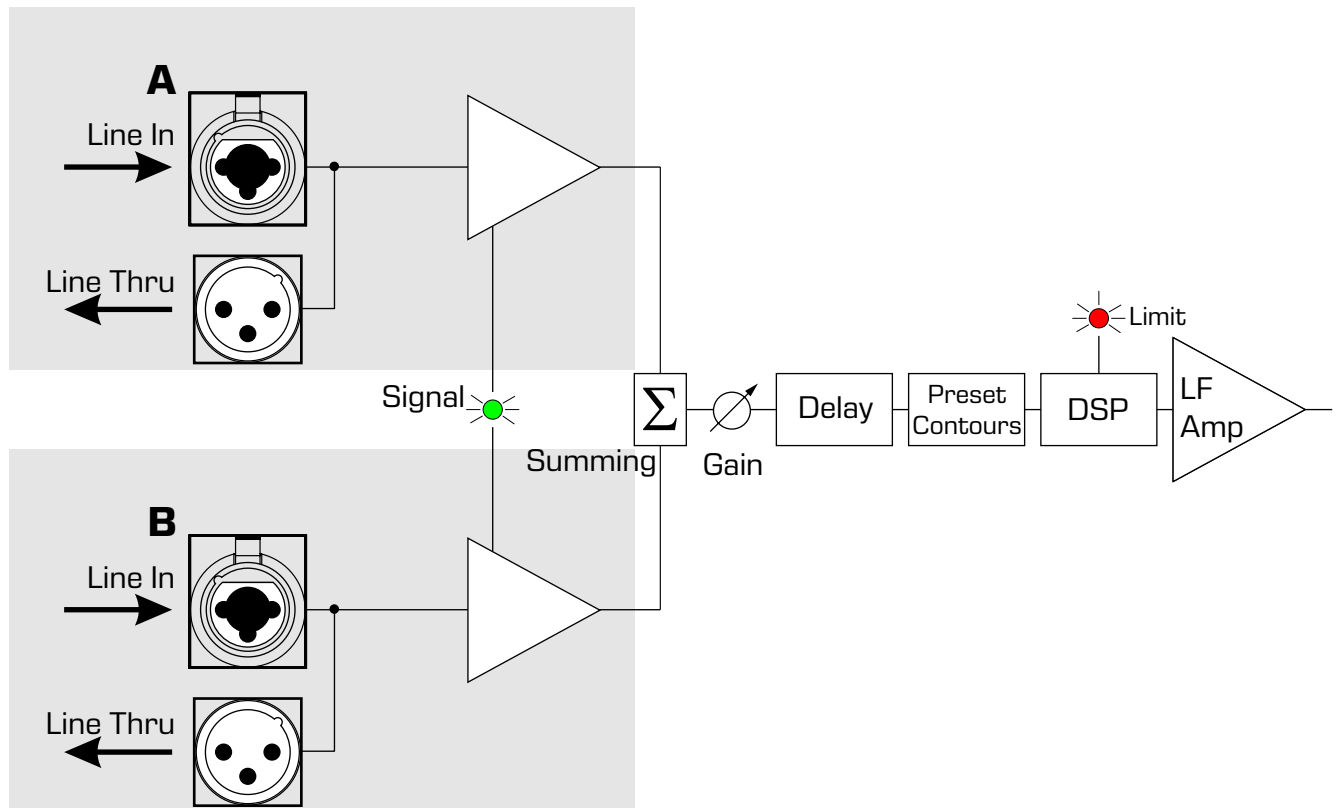 A
Line In
Line Thru
Signal
Σ
Summing
Gain
Delay
Preset
Contours
DSP
Limit
LF
Amp
B
Line In
Line Thru